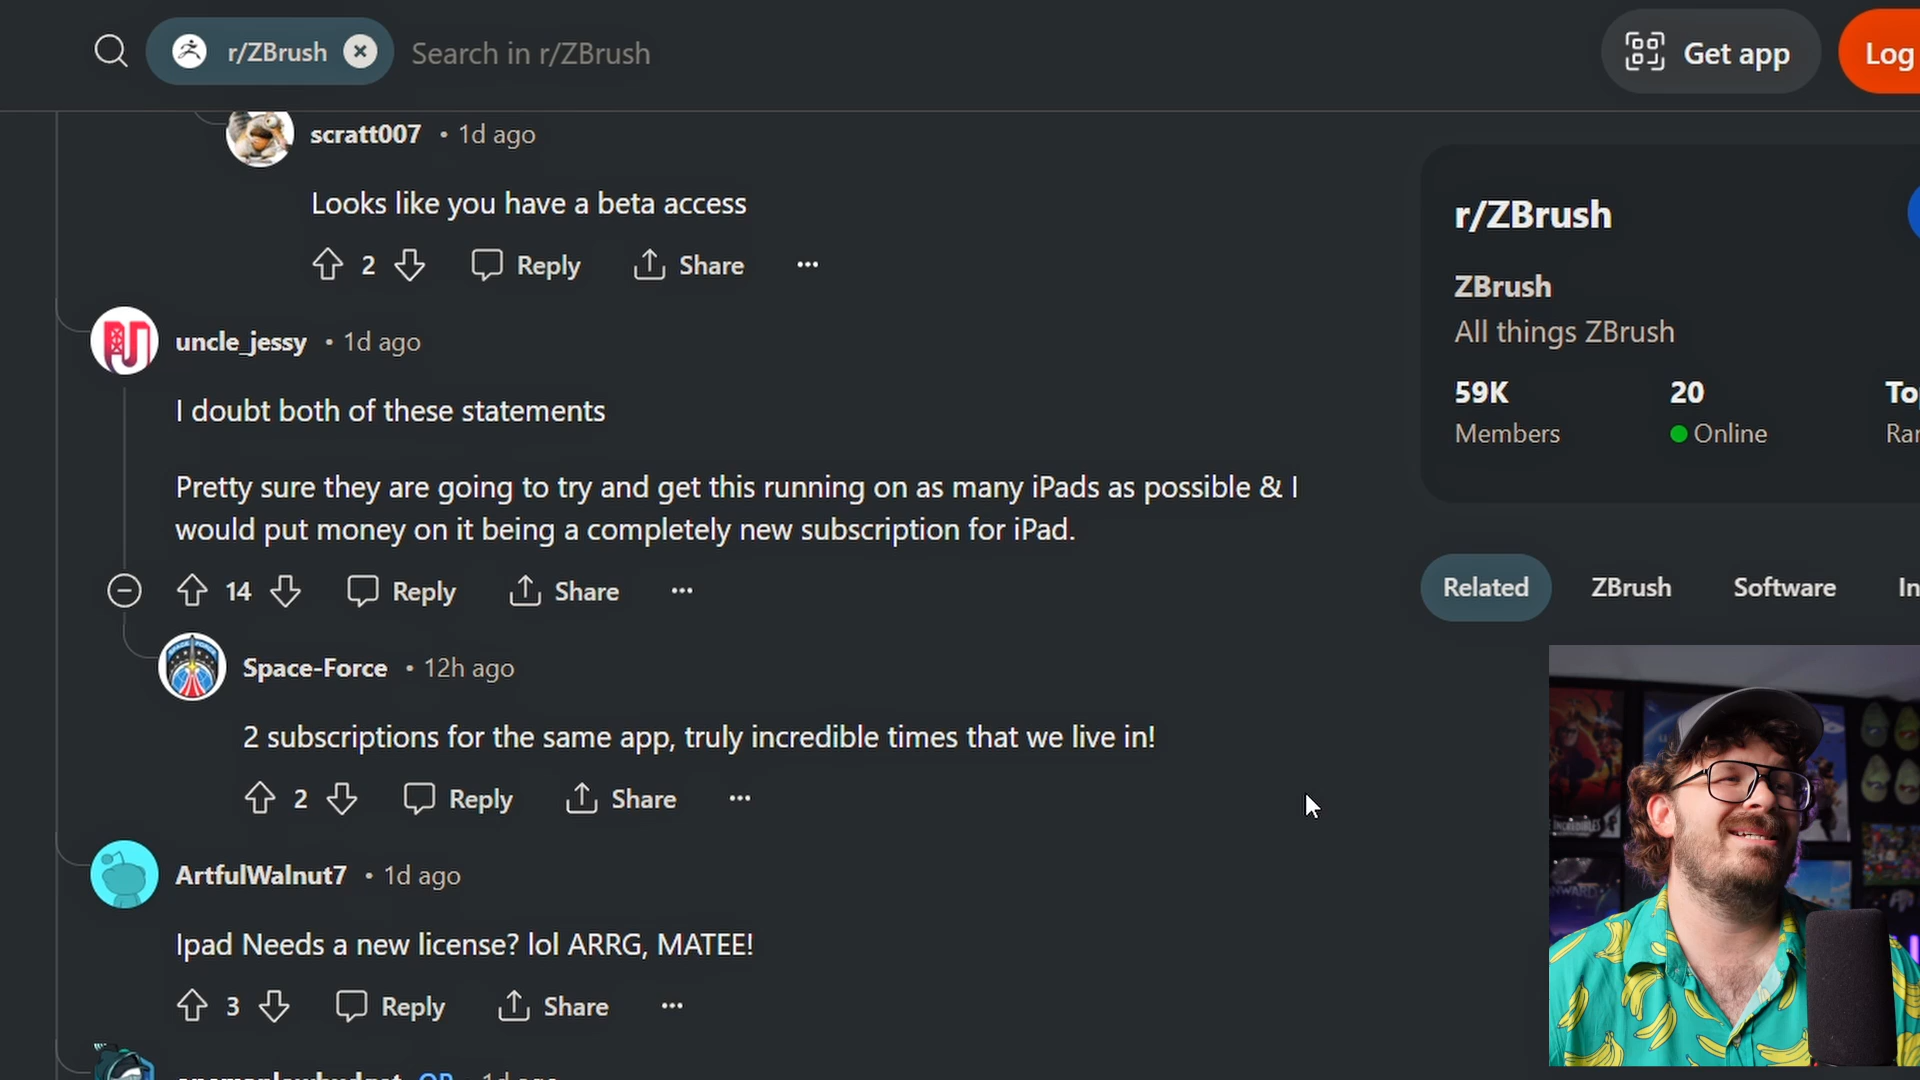 r/ZBrush
Search in r/ZBrush
Get app
Log
scratt007 • 1d ago
Looks like you have a beta access
2 Reply Share
uncle_jessy • 1d ago
I doubt both of these statements
Pretty sure they are going to try and get this running on as many iPads as possible & I
would put money on it being a completely new subscription for iPad.
14 Reply Share
Space-Force • 12h ago
2 subscriptions for the same app, truly incredible times that we live in!
2 Reply Share
ArtfulWalnut7 • 1d ago
Ipad Needs a new license? lol ARRG, MATEE!
3 Reply Share
OP • 1d ago
r/ZBrush
ZBrush
All things ZBrush
59K
Members
20
Online
Related
ZBrush
Software